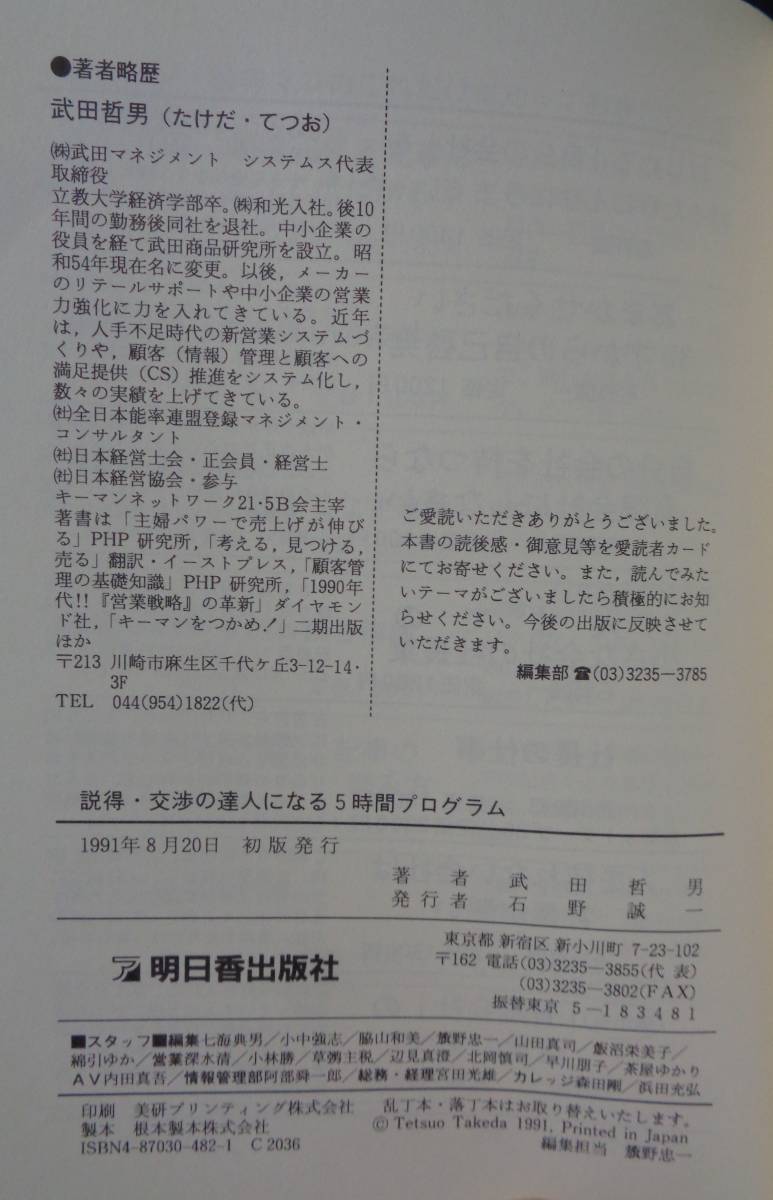 ●著者略歴
武田哲男（たけだ・てつお）
㈱武田マネジメント　システムス代表
取締役
立教大学経済学部卒。㈱和光入社。後10
年間の勤務後同社を退社。中小企業の
役員を経て武田商品研究所を設立。昭
和54年現在名に変更。以後，メーカー
のリテールサポートや中小企業の営業
力強化に力を入れてきている。近年
は，人手不足時代の新営業システムづ
くりや，顧客（情報）管理と顧客への
満足提供（CS）推進をシステム化し，
数々の実績を上げてきている。
㈳全日本能率連盟登録マネジメント・
コンサルタント
㈳日本経営士会・正会員・経営士
㈳日本経営協会・参与
キーマンネットワーク21・5B会主宰
著書は「主婦パワーで売上げが伸び
る」PHP 研究所，「考える，見つける，
売る」翻訳・イーストプレス，「顧客管
理の基礎知識」PHP 研究所，「1990年
代!!『営業戦略』の革新」ダイヤモン
ド社，「キーマンをつかめ！」二期出版
ほか
〒213 川崎市麻生区千代ケ丘3-12-14・
3F
TEL 044(954)1822(代)
ご愛読いただきありがとうございました。
本書の読後感・御意見等を愛読者カード
にてお寄せください。また，読んでみた
いテーマがございましたら積極的にお知
らせください。今後の出版に反映させて
いただきます。
編集部☎(03)3235—3785
説得・交渉の達人になる5時間プログラム
1991年8月20日　初版発行
著者　武田哲男
発行者　石野誠一
明日香出版社
東京都新宿区新小川町 7-23-102
〒162 電話(03)3235—3855(代表)
(03)3235—3802(FAX)
振替東京 5-183481
■スタッフ■編集七海典男／小中強志／脇山和美／籏野忠一／山田真司／飯沼栄美子／
綿引ゆか／営業深水清／小林勝／草彅主税／辺見真澄／北岡慎司／早川朋子／茶屋ゆかり
AV内田真吾／情報管理部阿部舜一郎／総務・経理宮田光雄／カレッジ森田剛／浜田充弘
印刷　美研プリンティング株式会社
製本　根本製本株式会社
ISBN4-87030-482-1 C 2036
乱丁本・落丁本はお取り替えいたします。
© Tetsuo Takeda 1991, Printed in Japan
編集担当　籏野忠一